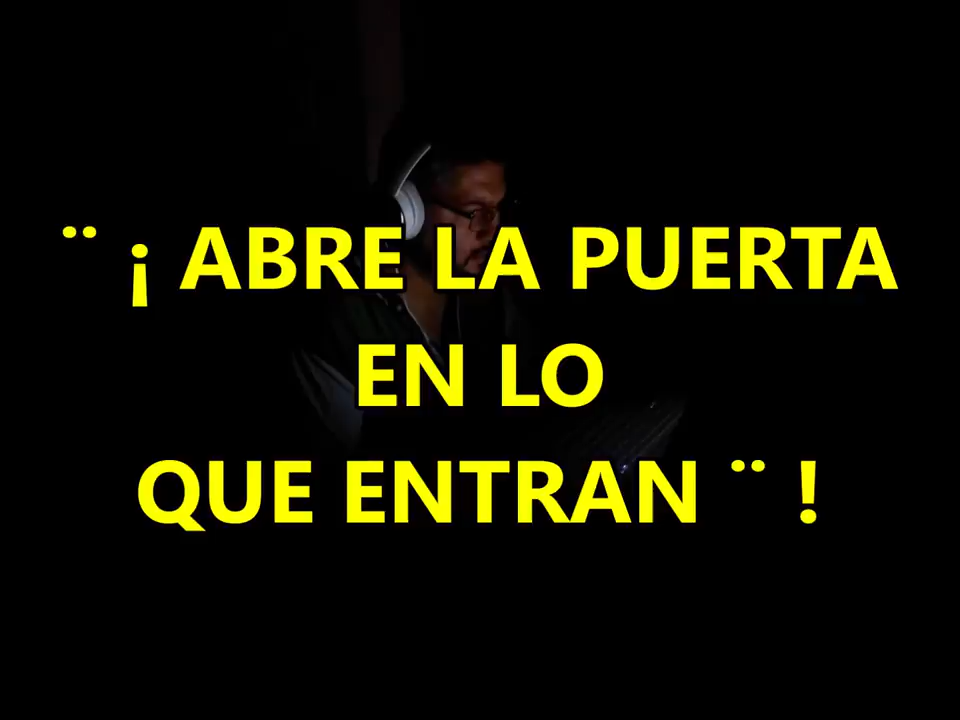 ¨ ¡ ABRE LA PUERTA
EN LO
QUE ENTRAN ¨ !